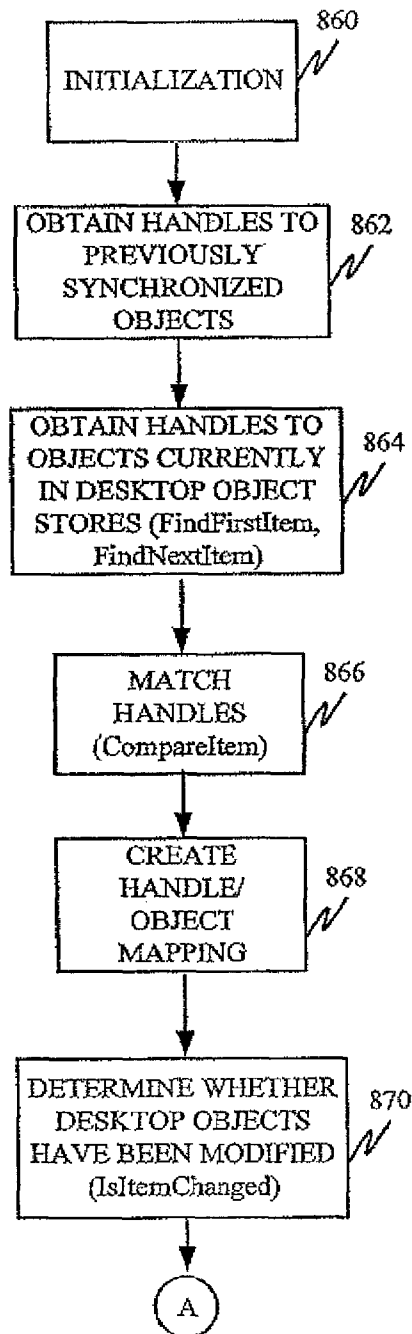 860
INITIALIZATION
OBTAIN HANDLES TO
PREVIOUSLY
SYNCHRONIZED
OBJECTS
862
OBTAIN HANDLES TO
OBJECTS CURRENTLY
IN DESKTOP OBJECT
STORES (FindFirstItem,
FindNextItem)
864
MATCH
HANDLES
(CompareItem)
866
CREATE
HANDLE/
OBJECT
MAPPING
868
DETERMINE WHETHER
DESKTOP OBJECTS
HAVE BEEN MODIFIED
(IsItemChanged)
870
A